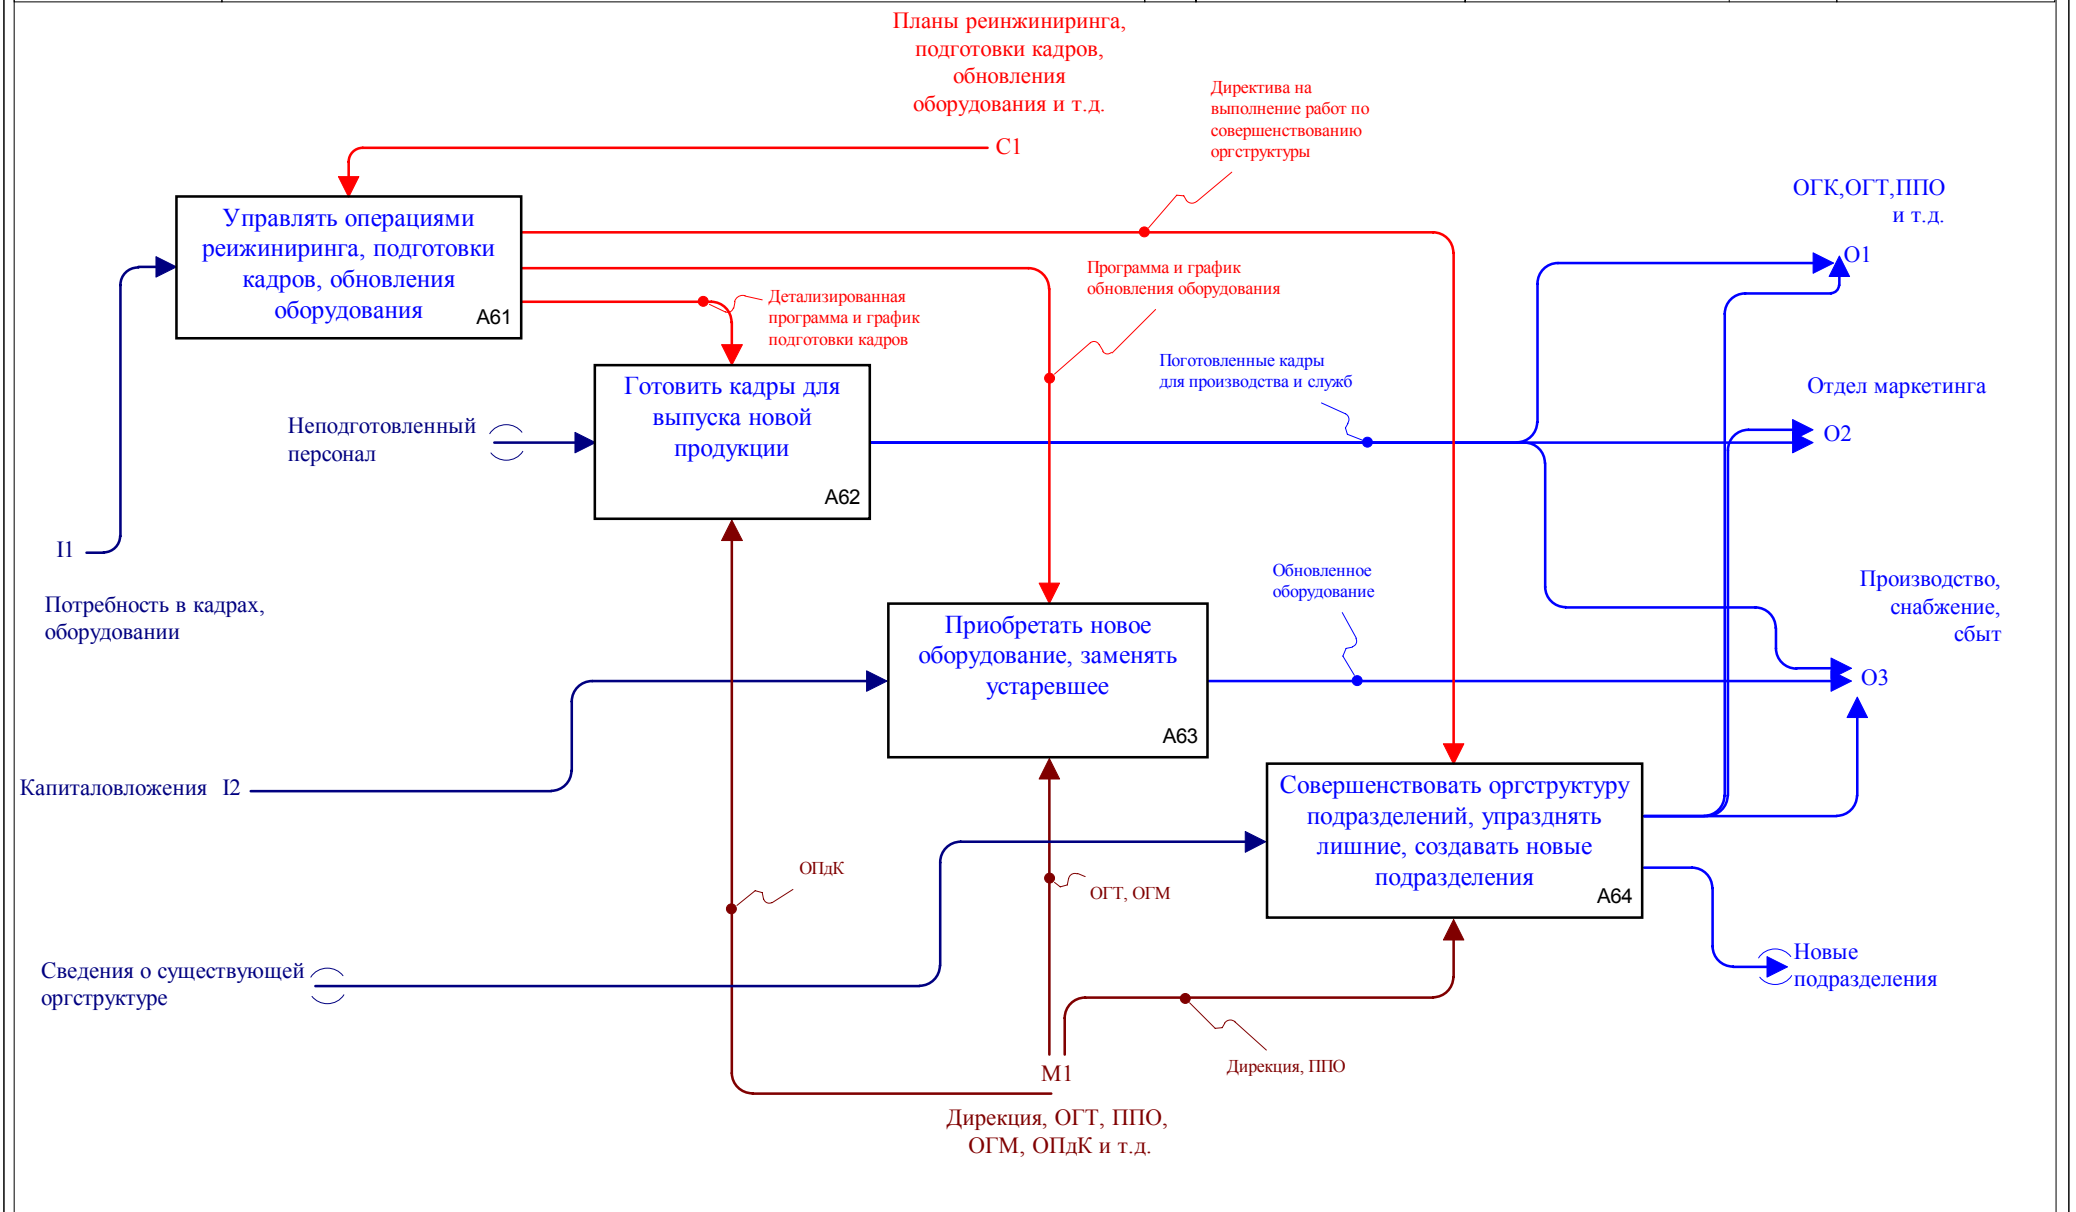 Планы реинжиниринга,
подготовки кадров,
обновления
оборудования и т.д.
C1
Директива на
выполнение работ по
совершенствованию
оргструктуры
ОГК,ОГТ,ППО
и т.д.
O1
Управлять операциями
реижиниринга, подготовки
кадров, обновления
оборудования
A61
Программа и график
обновления оборудования
Детализированная
программа и график
подготовки кадров
Поготовленные кадры
для производства и служб
Отдел маркетинга
O2
Готовить кадры для
выпуска новой
продукции
A62
Неподготовленный
персонал
I1
Потребность в кадрах,
оборудовании
Обновленное
оборудование
Производство,
снабжение,
сбыт
O3
Приобретать новое
оборудование, заменять
устаревшее
A63
Капиталовложения I2
Совершенствовать оргструктуру
подразделений, упразднять
лишние, создавать новые
подразделения
A64
ОПдК
ОГТ, ОГМ
Сведения о существующей
оргструктуре
Новые
подразделения
Дирекция, ППО
M1
Дирекция, ОГТ, ППО,
ОГМ, ОПдК и т.д.